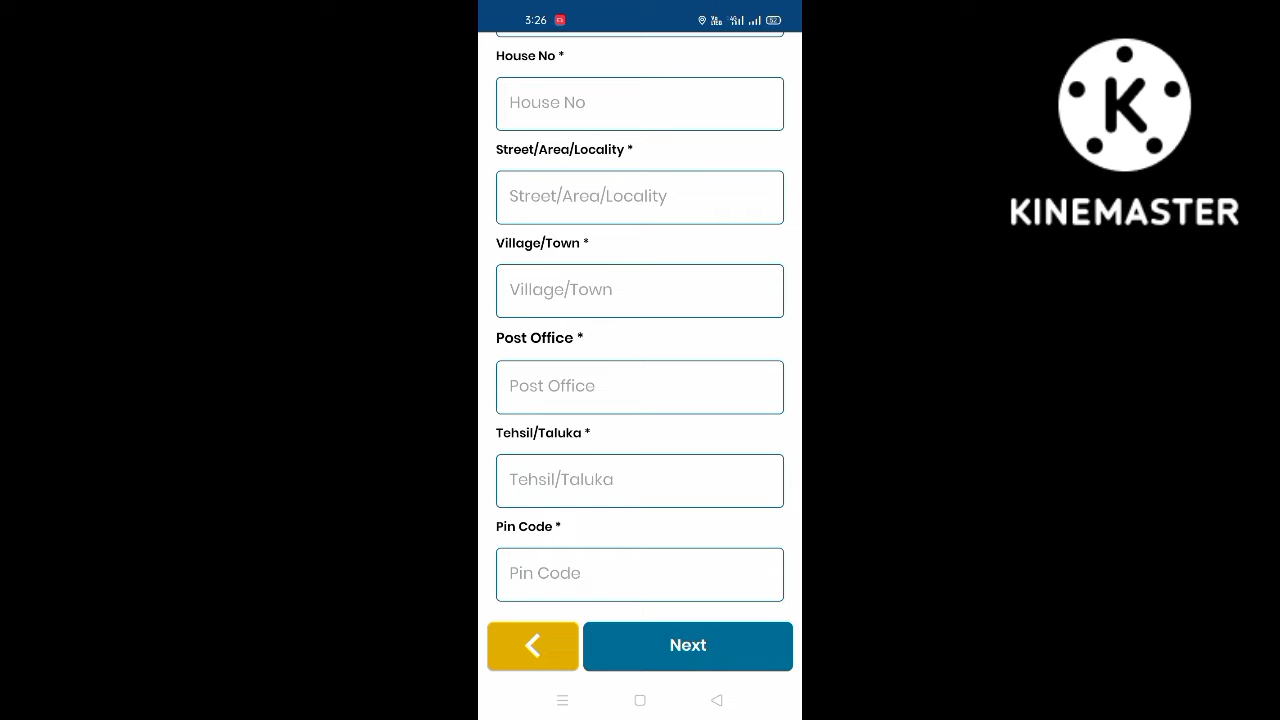 3:26
House No *
House No
Street/Area/Locality *
Street/Area/Locality
Village/Town *
Village/Town
Post Office *
Post Office
Tehsil/Taluka *
Tehsil/Taluka
Pin Code *
Pin Code
Next
K
KINEMASTER